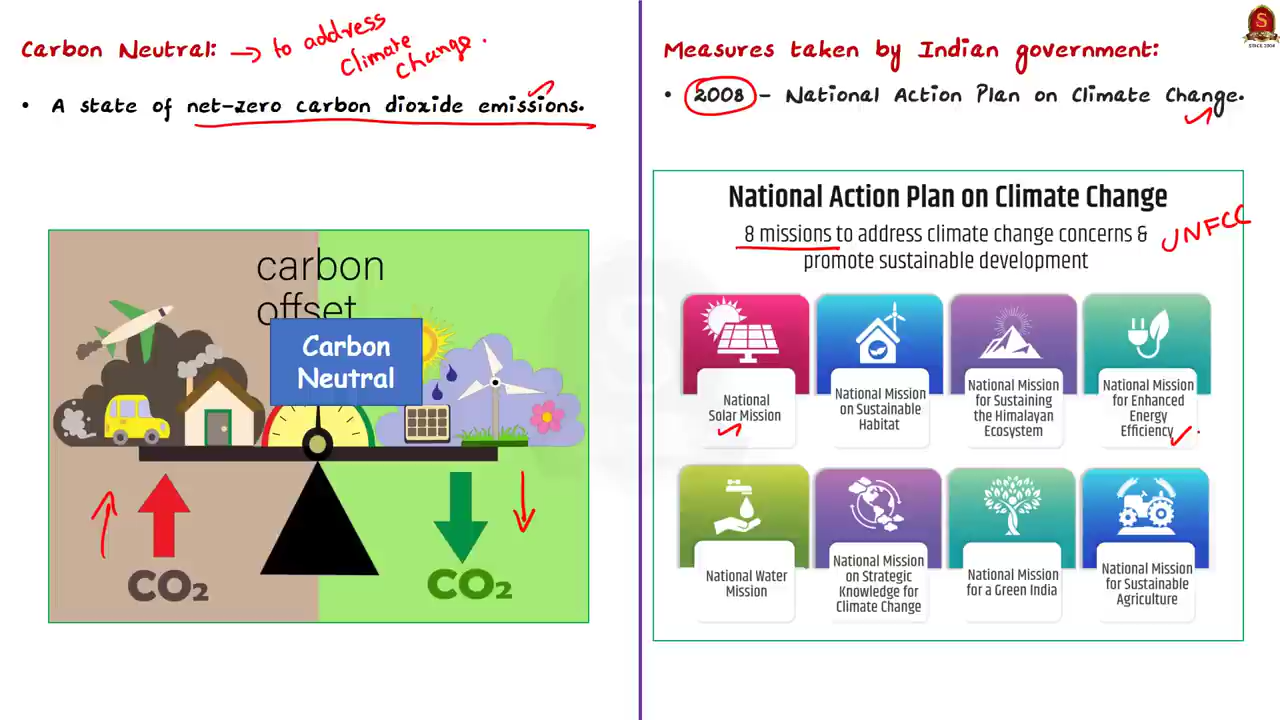 Carbon Neutral: → to address
climate
change.
• A state of net-zero carbon dioxide emissions.
carbon
offset
Carbon
Neutral
CO₂
CO₂
Measures taken by Indian government:
• 2008 - National Action Plan on Climate Change.
National Action Plan on Climate Change
8 missions to address climate change concerns &
promote sustainable development
UNFCC
National
Solar Mission
National Mission
on Sustainable
Habitat
National Mission
for Sustaining
the Himalayan
Ecosystem
National Mission
for Enhanced
Energy
Efficiency
National Water
Mission
National Mission
on Strategic
Knowledge for
Climate Change
National Mission
for a Green India
National Mission
for Sustainable
Agriculture
S
SINCE 2004